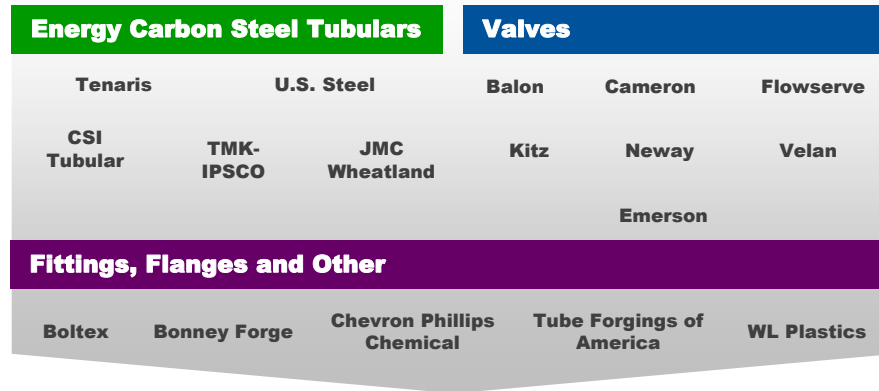 Energy Carbon Steel Tubulars
Valves
Tenaris
U.S. Steel
CSI
Tubular
TMK-
IPSCO
JMC
Wheatland
Balon
Cameron
Flowserve
Kitz
Neway
Velan
Emerson
Fittings, Flanges and Other
Boltex
Bonney Forge
Chevron Phillips
Chemical
Tube Forgings of
America
WL Plastics